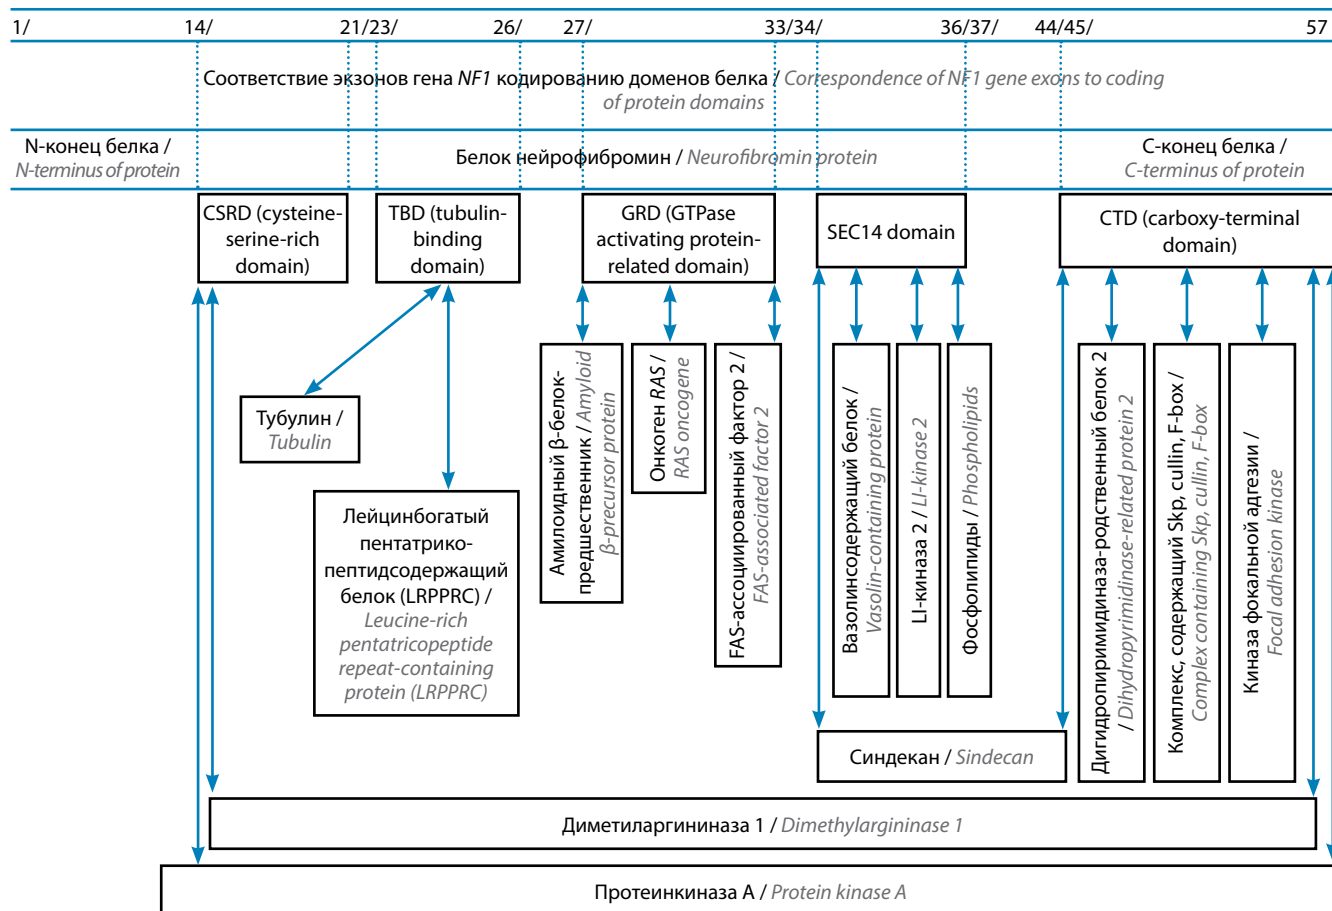 1/ 14/ 21/23/ 26/ 27/ 33/34/ 36/37/ 44/45/ 57
Соответствие экзонов гена NF1 кодированию доменов белка / Correspondence of NF1 gene exons to coding
of protein domains
N-конец белка /
N-terminus of protein
Белок нейрофибромин / Neurofibromin protein
C-конец белка /
C-terminus of protein
CSRD (cysteine-
serine-rich
domain)
TBD (tubulin-
binding
domain)
GRD (GTPase
activating protein-
related domain)
SEC14 domain
CTD (carboxy-terminal
domain)
Тубулин /
Tubulin
Лейцинбогатый
пентатрико-
пептидсодержащий
белок (LRPPRC) /
Leucine-rich
pentatricopeptide
repeat-containing
protein (LRPPRC)
Амилоидный β-белок-
предшественник / Amyloid
β-precursor protein
Онкоген RAS /
RAS oncogene
FAS-ассоциированный фактор 2 /
FAS-associated factor 2
Вазолинсодержащий белок /
Vasolin-containing protein
LI-киназа 2 / LI-kinase 2
Фосфолипиды / Phospholipids
Дигидропиримидиназа-родственный белок 2
/ Dihydropyrimidinase-related protein 2
Комплекс, содержащий Skp, cullin, F-box /
Complex containing Skp, cullin, F-box
Киназа фокальной адгезии /
Focal adhesion kinase
Синдекан / Sindecan
Диметиларгининаза 1 / Dimethylargininase 1
Протеинкиназа А / Protein kinase A